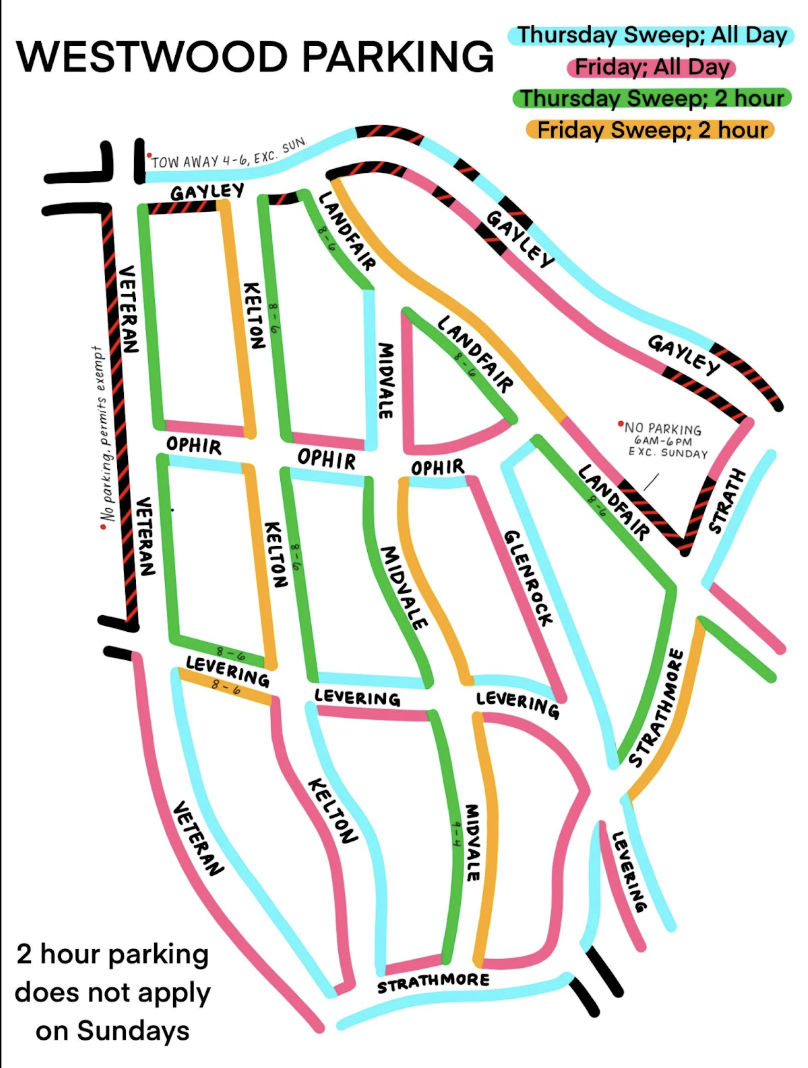 WESTWOOD PARKING
Thursday Sweep; All Day
Friday; All Day
Thursday Sweep; 2 hour
Friday Sweep; 2 hour
TOW AWAY 4-6, EXC. SUN
GAYLEY
LANDFAIR
8-6
GAYLEY
VETERAN
KELTON
8-6
LANDFAIR
8-6
GAYLEY
MIDVALE
No parking. permits exempt
NO PARKING
6AM-6PM
EXC. SUNDAY
OPHIR
OPHIR
OPHIR
LANDFAIR
8-6
STRATH
VETERAN
KELTON
8-6
MIDVALE
GLENROCK
8-6
LEVERING
8-6
LEVERING
LEVERING
STRATHMORE
VETERAN
KELTON
9-4
MIDVALE
LEVERING
2 hour parking
does not apply
on Sundays
STRATHMORE